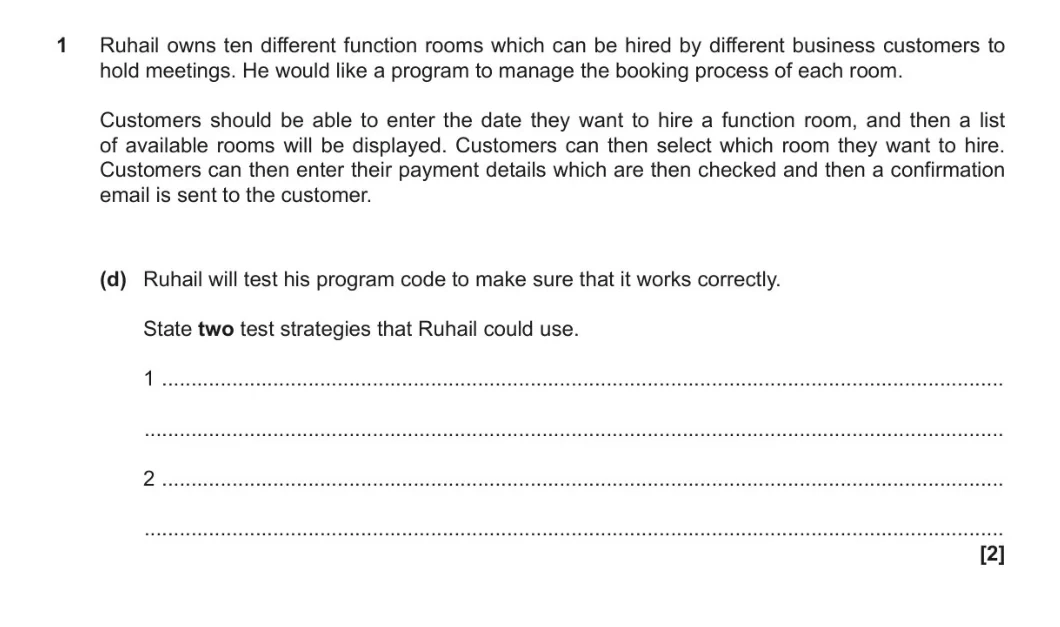 1 Ruhail owns ten different function rooms which can be hired by different business customers to
hold meetings. He would like a program to manage the booking process of each room.
Customers should be able to enter the date they want to hire a function room, and then a list
of available rooms will be displayed. Customers can then select which room they want to hire.
Customers can then enter their payment details which are then checked and then a confirmation
email is sent to the customer.
(d) Ruhail will test his program code to make sure that it works correctly.
State two test strategies that Ruhail could use.
1 ................................................................................
................................................................................
2 ................................................................................
................................................................................
[2]